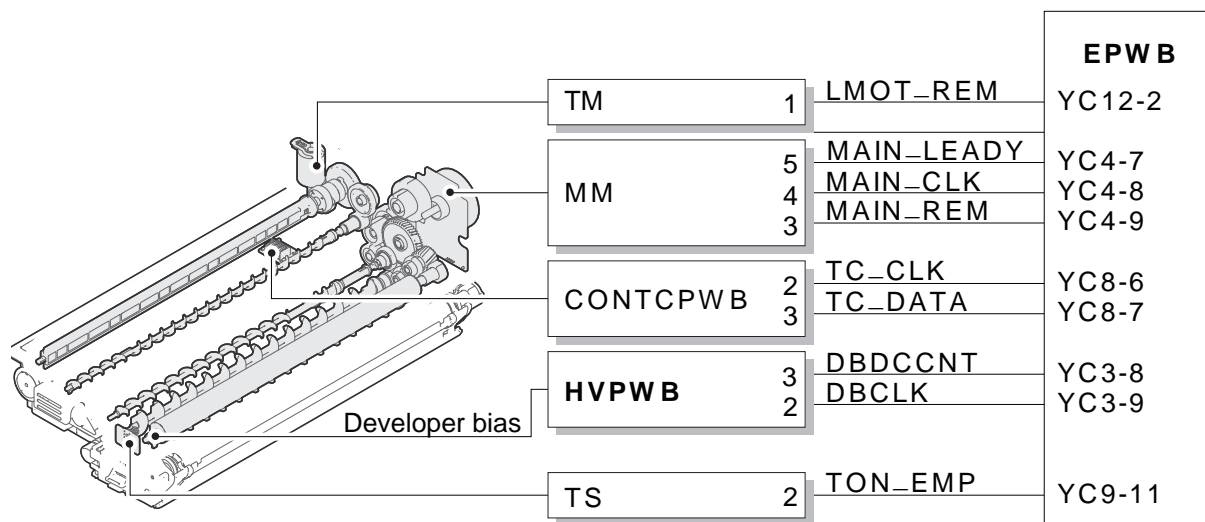 EPWB
TM 1 LMOT_REM YC12-2
MM 5 MAIN_LEADY YC4-7
4 MAIN_CLK YC4-8
3 MAIN_REM YC4-9
CONTCPWB 2 TC_CLK YC8-6
3 TC_DATA YC8-7
HVPWB 3 DBDCCNT YC3-8
2 DBCLK YC3-9
Developer bias
TS 2 TON_EMP YC9-11